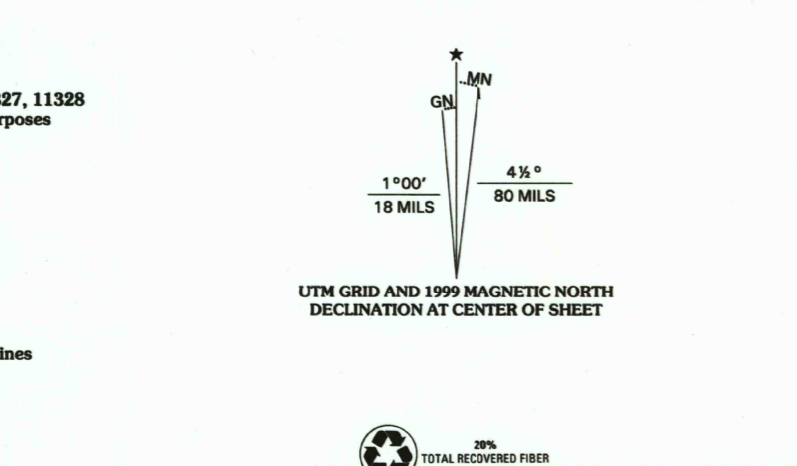 27, 11328
rposes
★
MN
GN
1°00′
18 MILS
4½°
80 MILS
UTM GRID AND 1999 MAGNETIC NORTH
DECLINATION AT CENTER OF SHEET
ines
20%
TOTAL RECOVERED FIBER